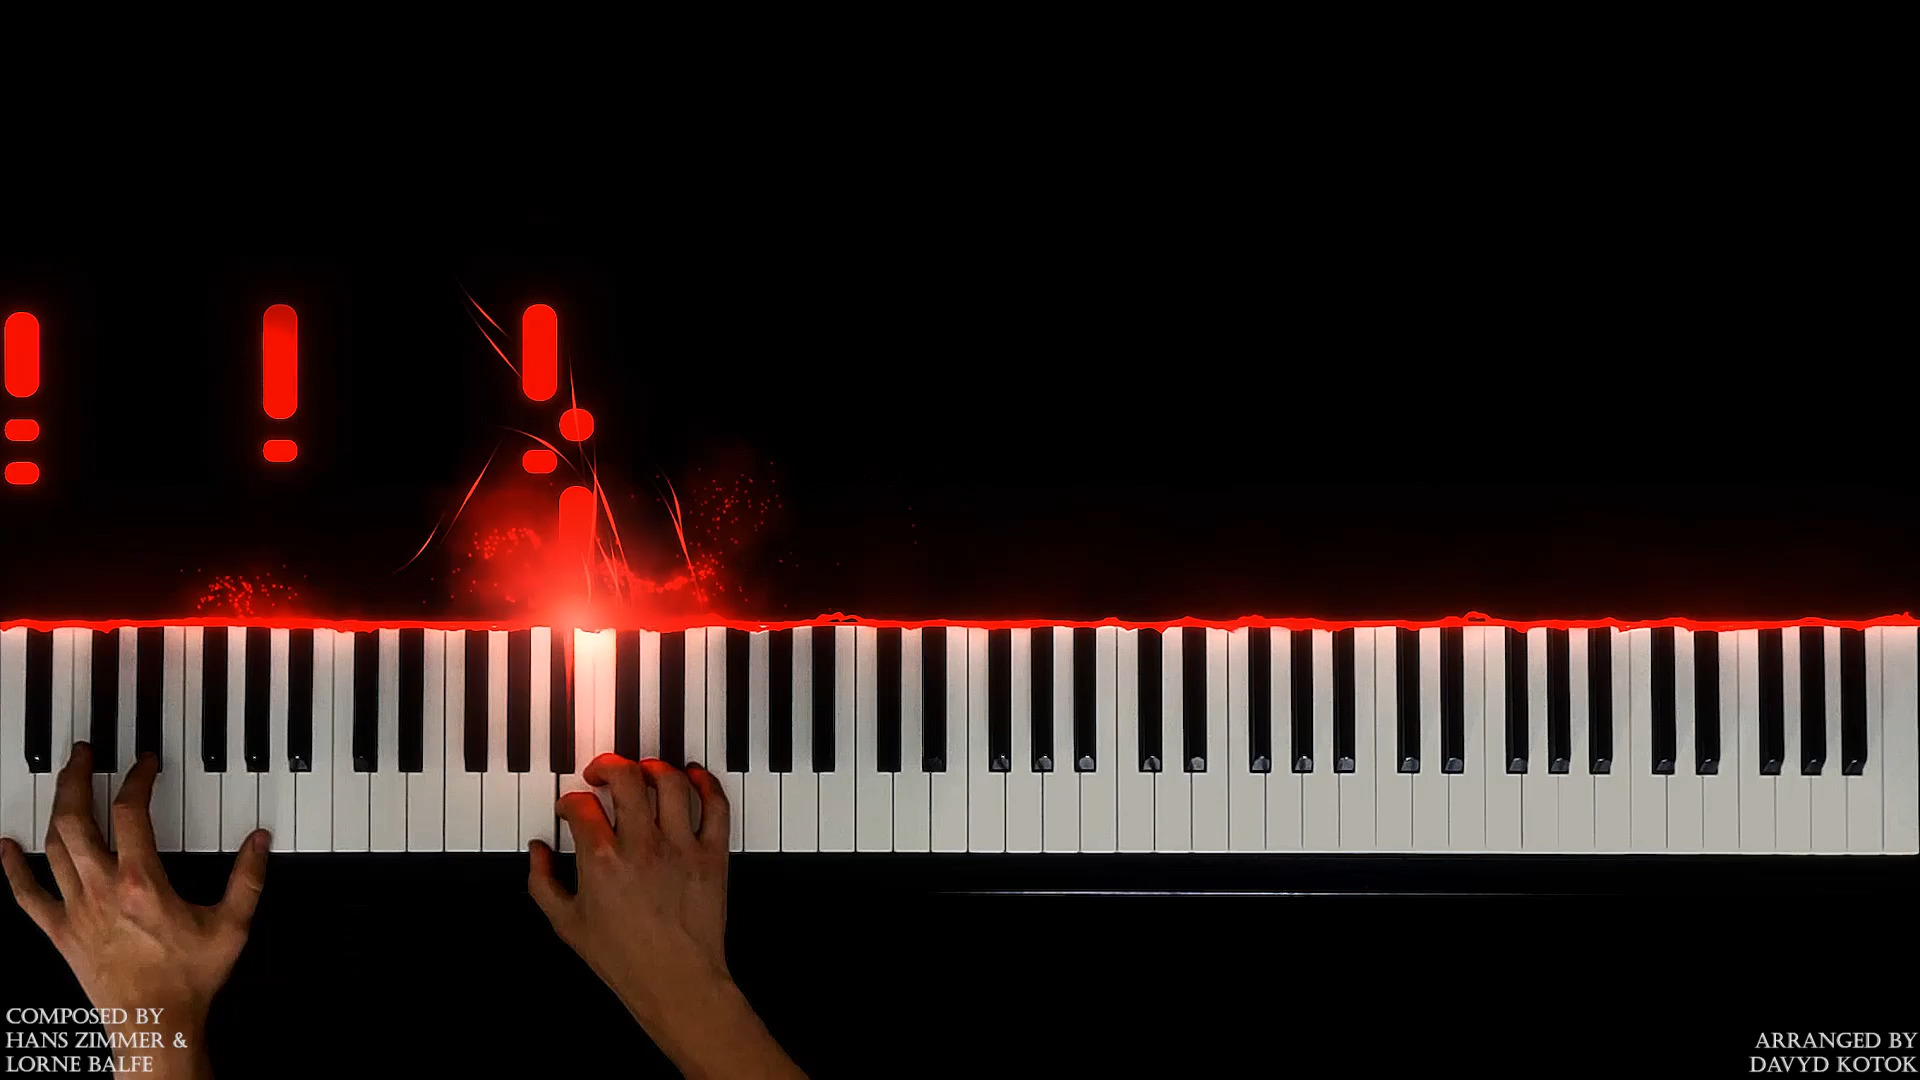 COMPOSED BY
HANS ZIMMER &
LORNE BALFE
ARRANGED BY
DAVYD KOTOK